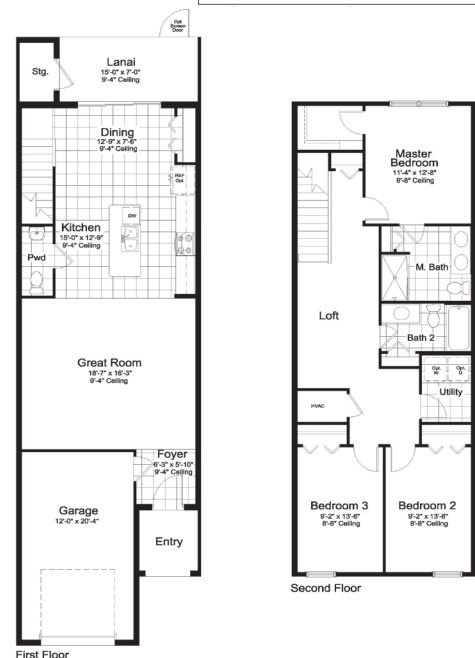 Opt.
Screen
Door
Stg.
Lanai
15'-0" x 7'-0"
9'-4" Ceiling
Dining
12'-9" x 7'-6"
9'-4" Ceiling
REF
Opt.
Kitchen
15'-0" x 12'-9"
9'-4" Ceiling
DW
Pwd
Great Room
18'-7" x 16'-3"
9'-4" Ceiling
Foyer
6'-3" x 5'-10"
9'-4" Ceiling
Garage
12'-0" x 20'-4"
Entry
First Floor
Master
Bedroom
11'-4" x 12'-8"
8'-8" Ceiling
M. Bath
Loft
Bath 2
Opt.
W
Opt.
D
Utility
HVAC
Bedroom 3
9'-2" x 13'-6"
8'-8" Ceiling
Bedroom 2
9'-2" x 13'-6"
8'-8" Ceiling
Second Floor